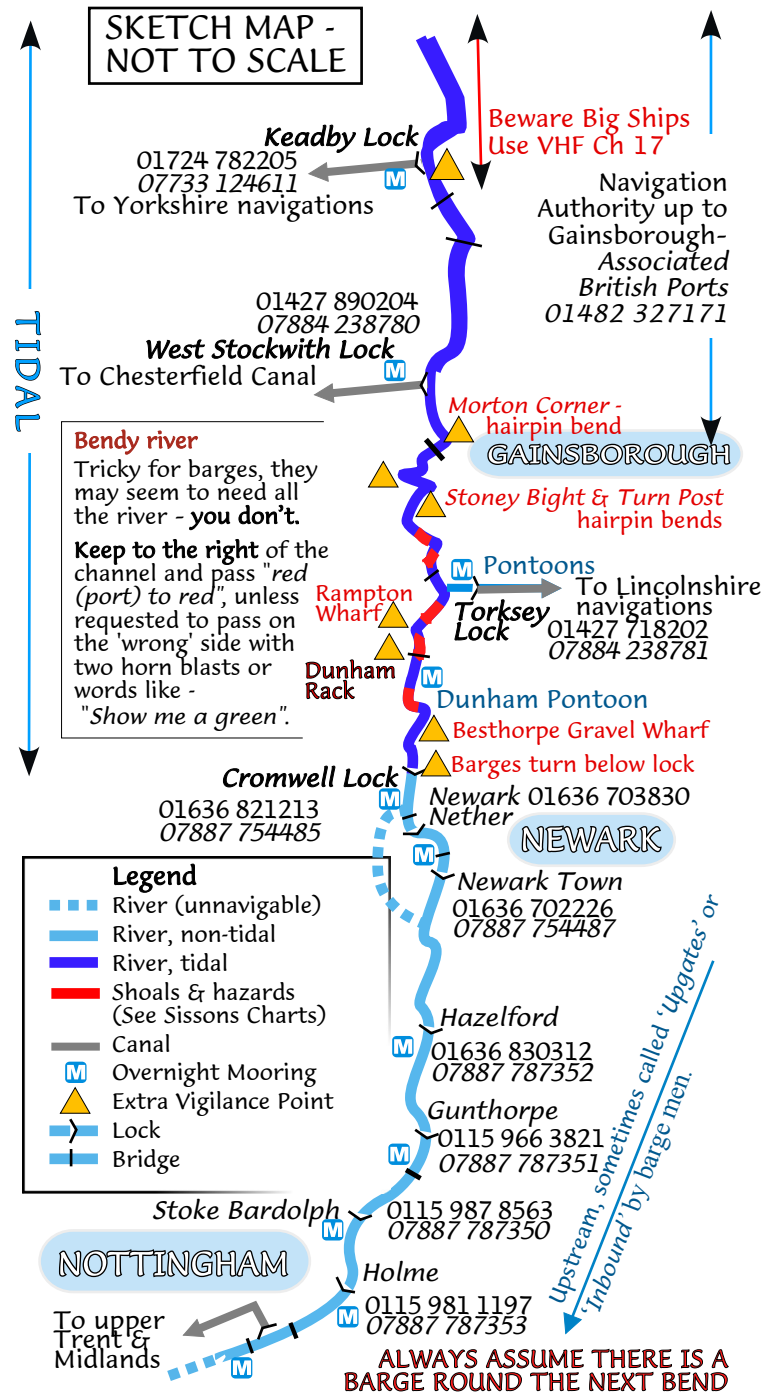 SKETCH MAP -
NOT TO SCALE
Beware Big Ships
Use VHF Ch 17
Keadby Lock
01724 782205
07733 124611
M
To Yorkshire navigations
Navigation
Authority up to
Gainsborough-
Associated
British Ports
01482 327171
TIDAL
01427 890204
07884 238780
West Stockwith Lock
M
To Chesterfield Canal
Morton Corner -
hairpin bend
GAINSBOROUGH
Stoney Bight & Turn Post
hairpin bends
Bendy river
Tricky for barges, they
may seem to need all
the river - you don't.
Keep to the right of the
channel and pass "red
(port) to red", unless
requested to pass on
the 'wrong' side with
two horn blasts or
words like -
"Show me a green".
M
Pontoons
To Lincolnshire
navigations
Torksey
Lock
01427 718202
07884 238781
Rampton
Wharf
Dunham
Rack
M
Dunham Pontoon
Besthorpe Gravel Wharf
Barges turn below lock
Cromwell Lock
01636 821213
07887 754485
M
Newark 01636 703830
Nether
NEWARK
M
Newark Town
01636 702226
07887 754487
Legend
River (unnavigable)
River, non-tidal
River, tidal
Shoals & hazards
(See Sissons Charts)
Canal
M Overnight Mooring
Extra Vigilance Point
Lock
Bridge
Hazelford
M
01636 830312
07887 787352
Gunthorpe
0115 966 3821
07887 787351
M
Stoke Bardolph
0115 987 8563
07887 787350
M
NOTTINGHAM
Holme
0115 981 1197
07887 787353
M
To upper
Trent &
Midlands
M
Upstream, sometimes called 'Upgates' or
'Inbound' by barge men.
ALWAYS ASSUME THERE IS A
BARGE ROUND THE NEXT BEND